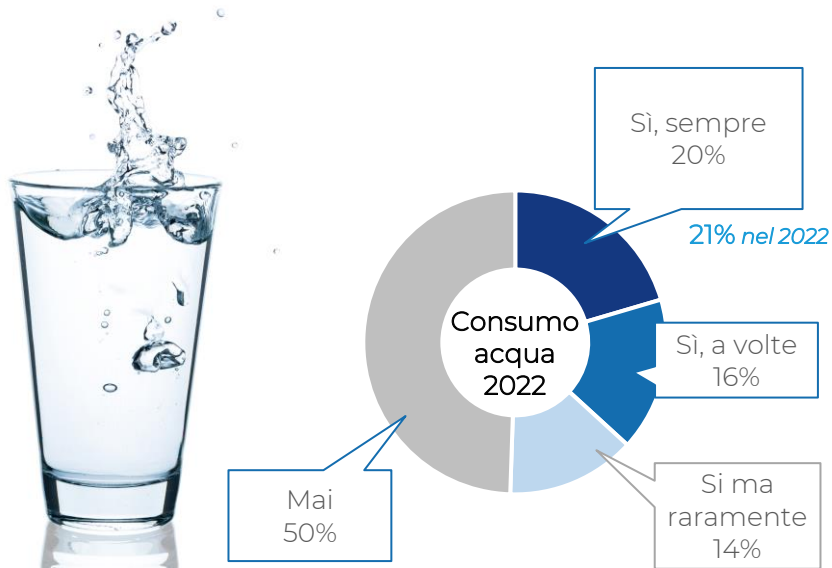 Sì, sempre
20%
21% nel 2022
Consumo
acqua
2022
Sì, a volte
16%
Si ma
raramente
14%
Mai
50%